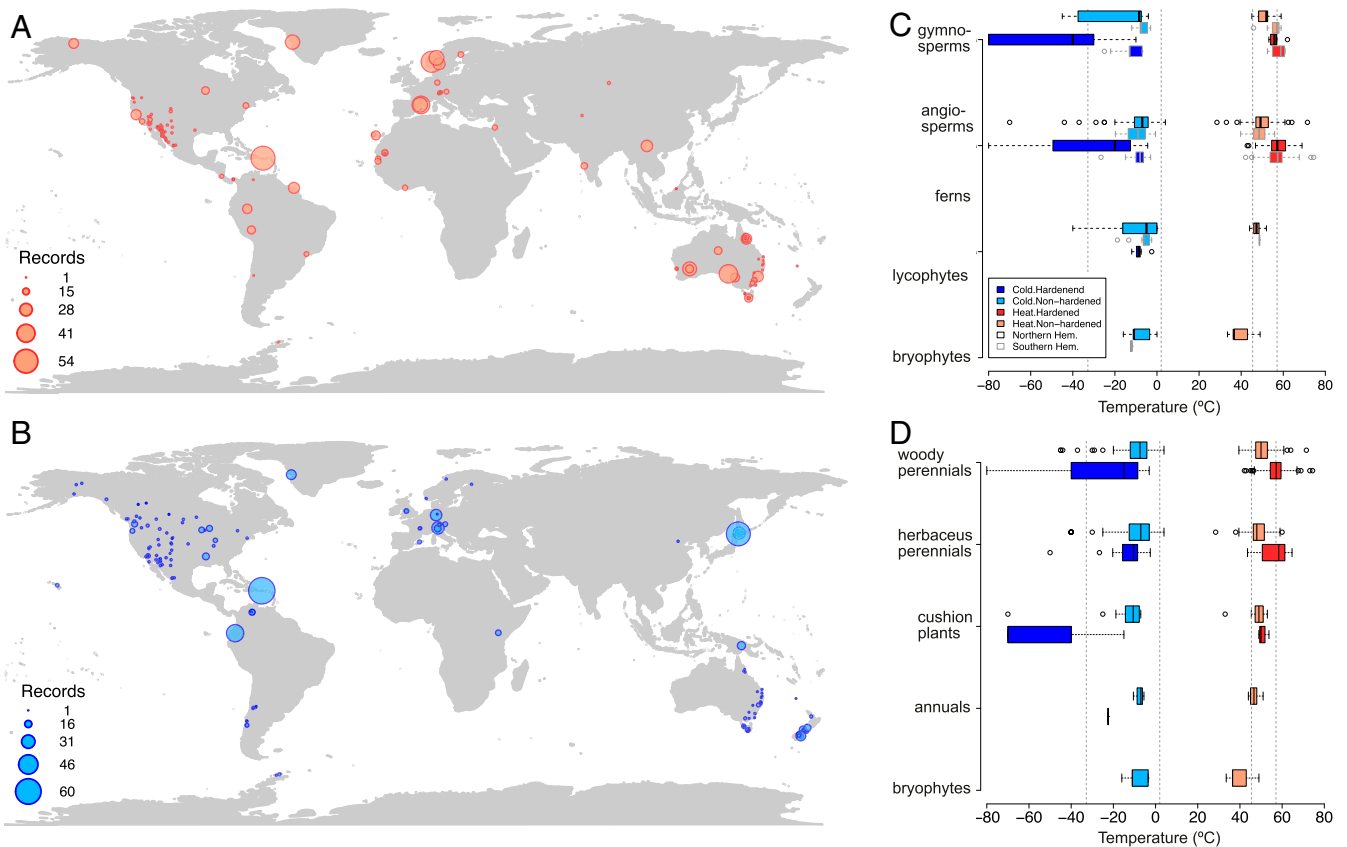 A
Records
1
15
28
41
54
B
Records
1
16
31
46
60
C
gymno-
sperms
angio-
sperms
ferns
lycophytes
bryophytes
Cold.Hardenend
Cold.Non−hardened
Heat.Hardened
Heat.Non−hardened
Northern Hem.
Southern Hem.
−80 −60 −40 −20 0 20 40 60 80
Temperature (ºC)
D
woody
perennials
herbaceus
perennials
cushion
plants
annuals
bryophytes
−80 −60 −40 −20 0 20 40 60 80
Temperature (ºC)